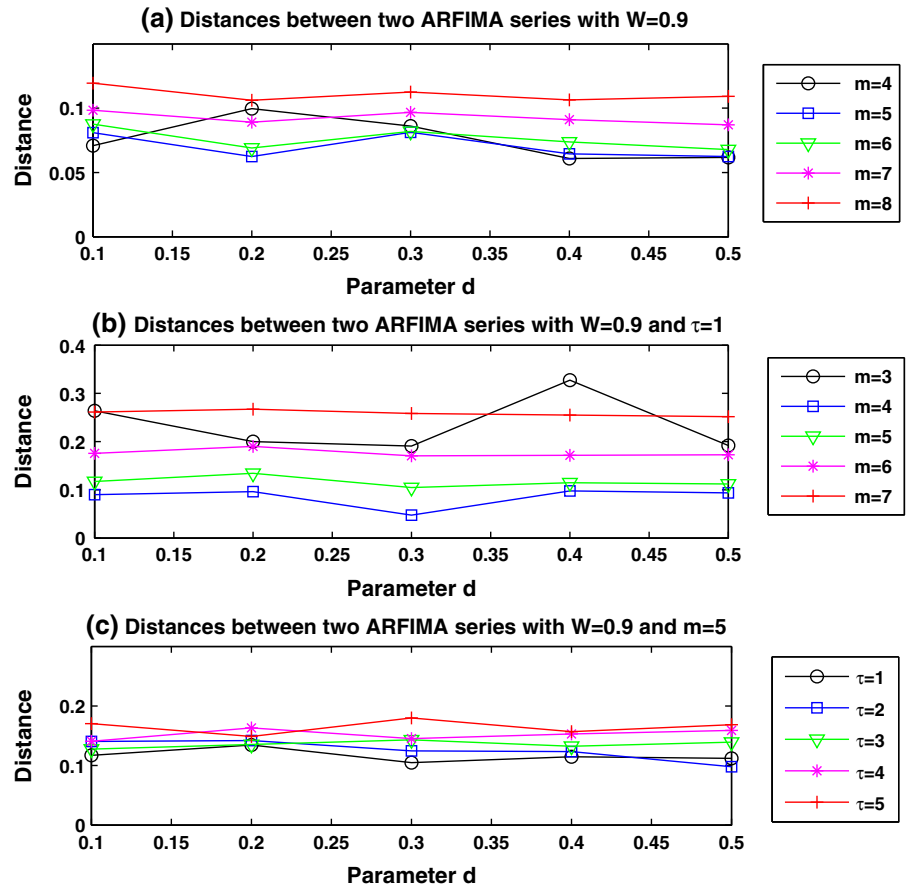 (a) Distances between two ARFIMA series with W=0.9
Distance
0.1
0.05
0
0.1 0.15 0.2 0.25 0.3 0.35 0.4 0.45 0.5
Parameter d
m=4
m=5
m=6
m=7
m=8
(b) Distances between two ARFIMA series with W=0.9 and τ=1
Distance
0.4
0.3
0.2
0.1
0
0.1 0.15 0.2 0.25 0.3 0.35 0.4 0.45 0.5
Parameter d
m=3
m=4
m=5
m=6
m=7
(c) Distances between two ARFIMA series with W=0.9 and m=5
Distance
0.2
0.1
0
0.1 0.15 0.2 0.25 0.3 0.35 0.4 0.45 0.5
Parameter d
τ=1
τ=2
τ=3
τ=4
τ=5